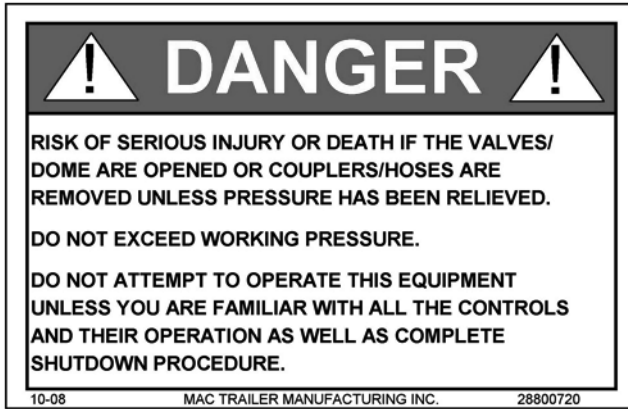 DANGER
RISK OF SERIOUS INJURY OR DEATH IF THE VALVES/
DOME ARE OPENED OR COUPLERS/HOSES ARE
REMOVED UNLESS PRESSURE HAS BEEN RELIEVED.
DO NOT EXCEED WORKING PRESSURE.
DO NOT ATTEMPT TO OPERATE THIS EQUIPMENT
UNLESS YOU ARE FAMILIAR WITH ALL THE CONTROLS
AND THEIR OPERATION AS WELL AS COMPLETE
SHUTDOWN PROCEDURE.
10-08 MAC TRAILER MANUFACTURING INC. 28800720